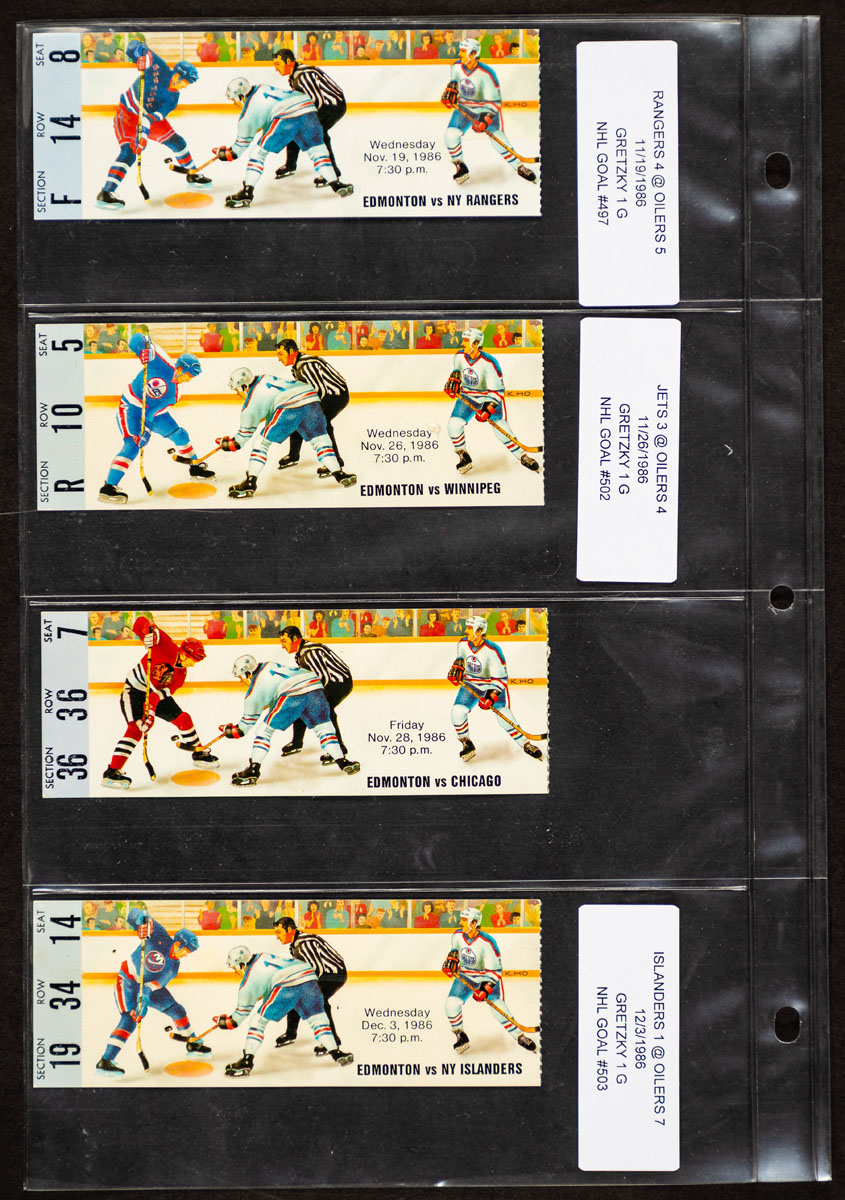 SECTION F ROW 14 SEAT 8
Wednesday
Nov. 19, 1986
7:30 p.m.
EDMONTON vs NY RANGERS
K.HO
RANGERS 4 @ OILERS 5
11/19/1986
GRETZKY 1 G
NHL GOAL #497
SECTION R ROW 10 SEAT 5
Wednesday
Nov. 26, 1986
7:30 p.m.
EDMONTON vs WINNIPEG
K.HO
JETS 3 @ OILERS 4
11/26/1986
GRETZKY 1 G
NHL GOAL #502
SECTION 36 ROW 36 SEAT 7
Friday
Nov. 28, 1986
7:30 p.m.
EDMONTON vs CHICAGO
K.HO
SECTION 19 ROW 34 SEAT 14
Wednesday
Dec. 3, 1986
7:30 p.m.
EDMONTON vs NY ISLANDERS
K.HO
ISLANDERS 1 @ OILERS 7
12/3/1986
GRETZKY 1 G
NHL GOAL #503